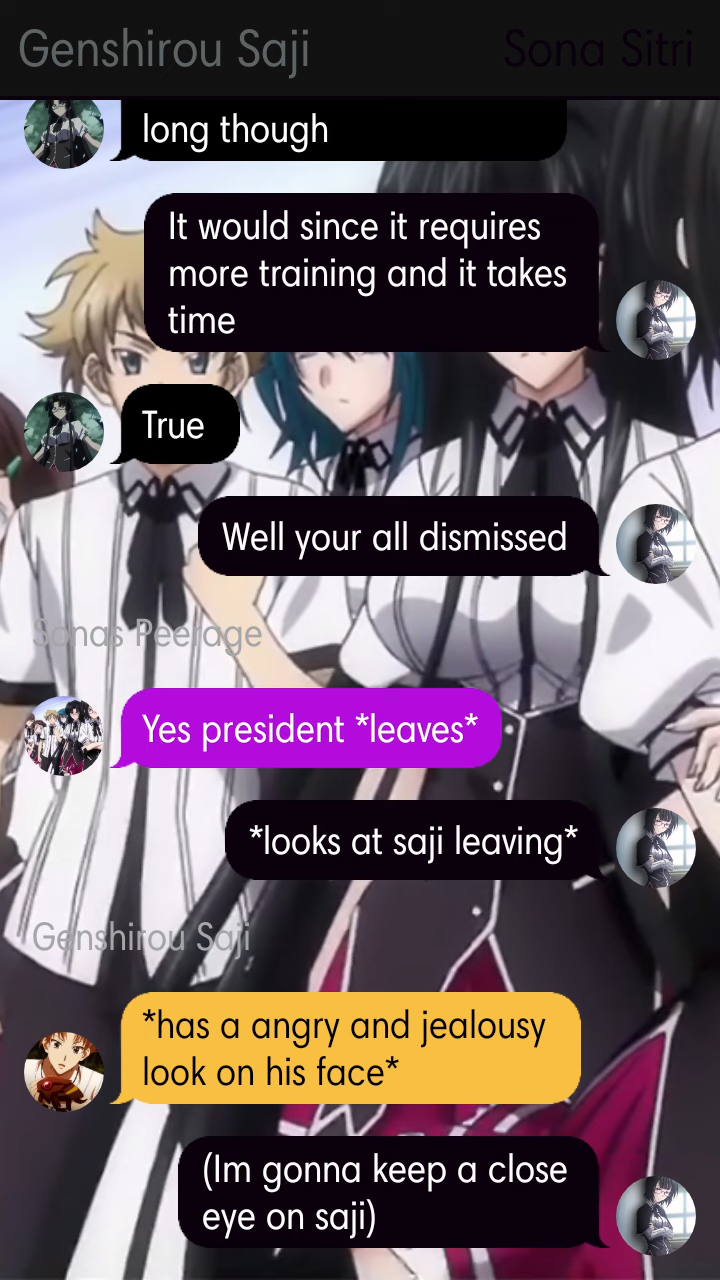 Genshirou Saji
Sona Sitri
long though
It would since it requires
more training and it takes
time
True
Well your all dismissed
Sonas Peerage
Yes president *leaves*
*looks at saji leaving*
Genshirou Saji
*has a angry and jealousy
look on his face*
(Im gonna keep a close
eye on saji)